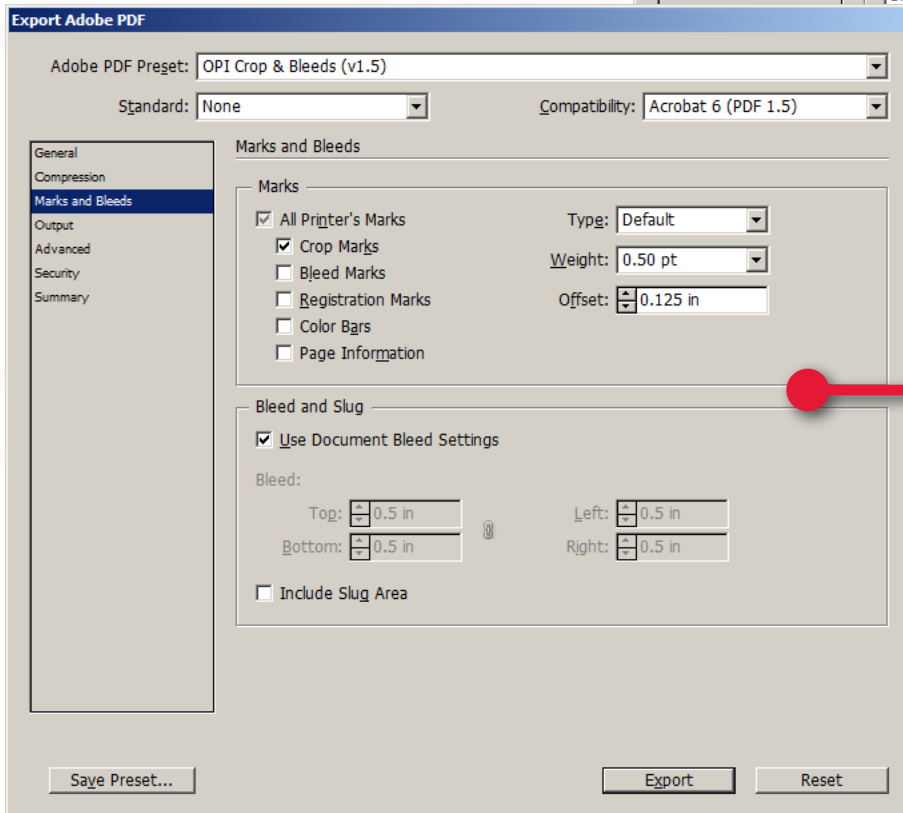 Export Adobe PDF
Adobe PDF Preset: OPI Crop & Bleeds (v1.5)
Standard: None Compatibility: Acrobat 6 (PDF 1.5)
General
Compression
Marks and Bleeds
Output
Advanced
Security
Summary
Marks and Bleeds
Marks
All Printer's Marks
Crop Marks
Bleed Marks
Registration Marks
Color Bars
Page Information
Type: Default
Weight: 0.50 pt
Offset: 0.125 in
Bleed and Slug
Use Document Bleed Settings
Bleed:
Top: 0.5 in Left: 0.5 in
Bottom: 0.5 in Right: 0.5 in
Include Slug Area
Save Preset... Export Reset